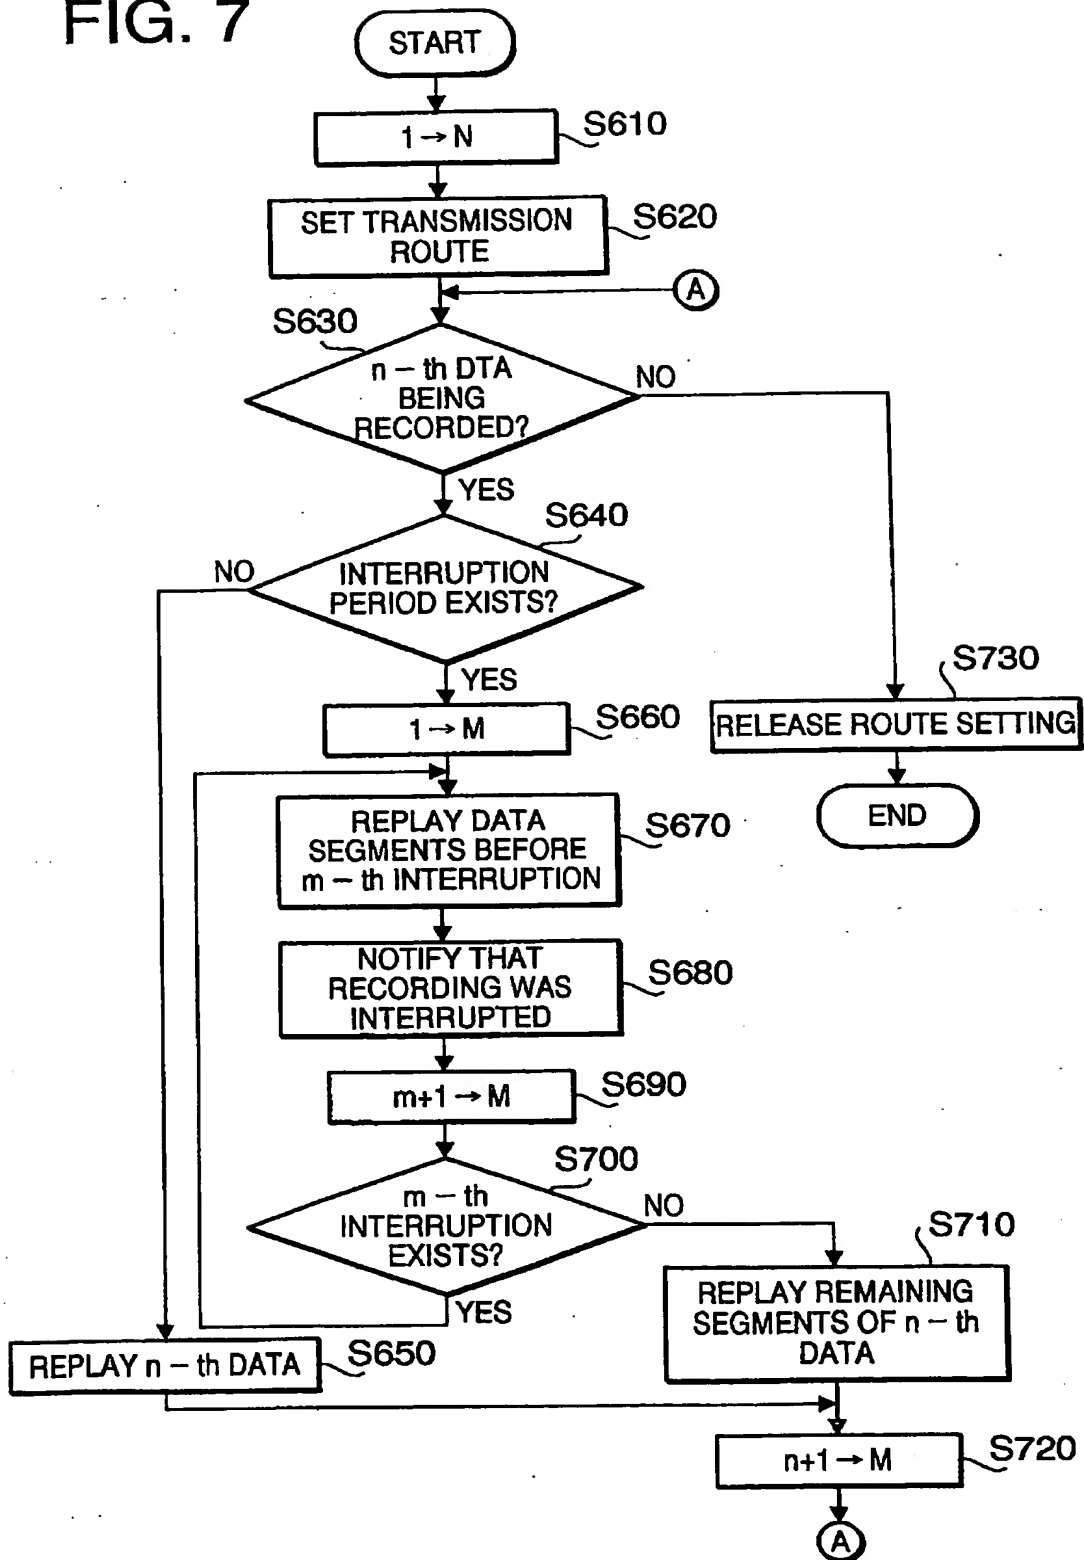 FIG. 7
START
1→N
S610
SET TRANSMISSION
ROUTE
S620
A
S630
n – th DTA
BEING
RECORDED?
NO
YES
S640
NO
INTERRUPTION
PERIOD EXISTS?
YES
S730
1→M
S660
RELEASE ROUTE SETTING
END
REPLAY DATA
SEGMENTS BEFORE
m – th INTERRUPTION
S670
NOTIFY THAT
RECORDING WAS
INTERRUPTED
S680
m+1→M
S690
S700
m – th
INTERRUPTION
EXISTS?
NO
YES
S710
REPLAY REMAINING
SEGMENTS OF n – th
DATA
REPLAY n – th DATA
S650
n+1→M
S720
A